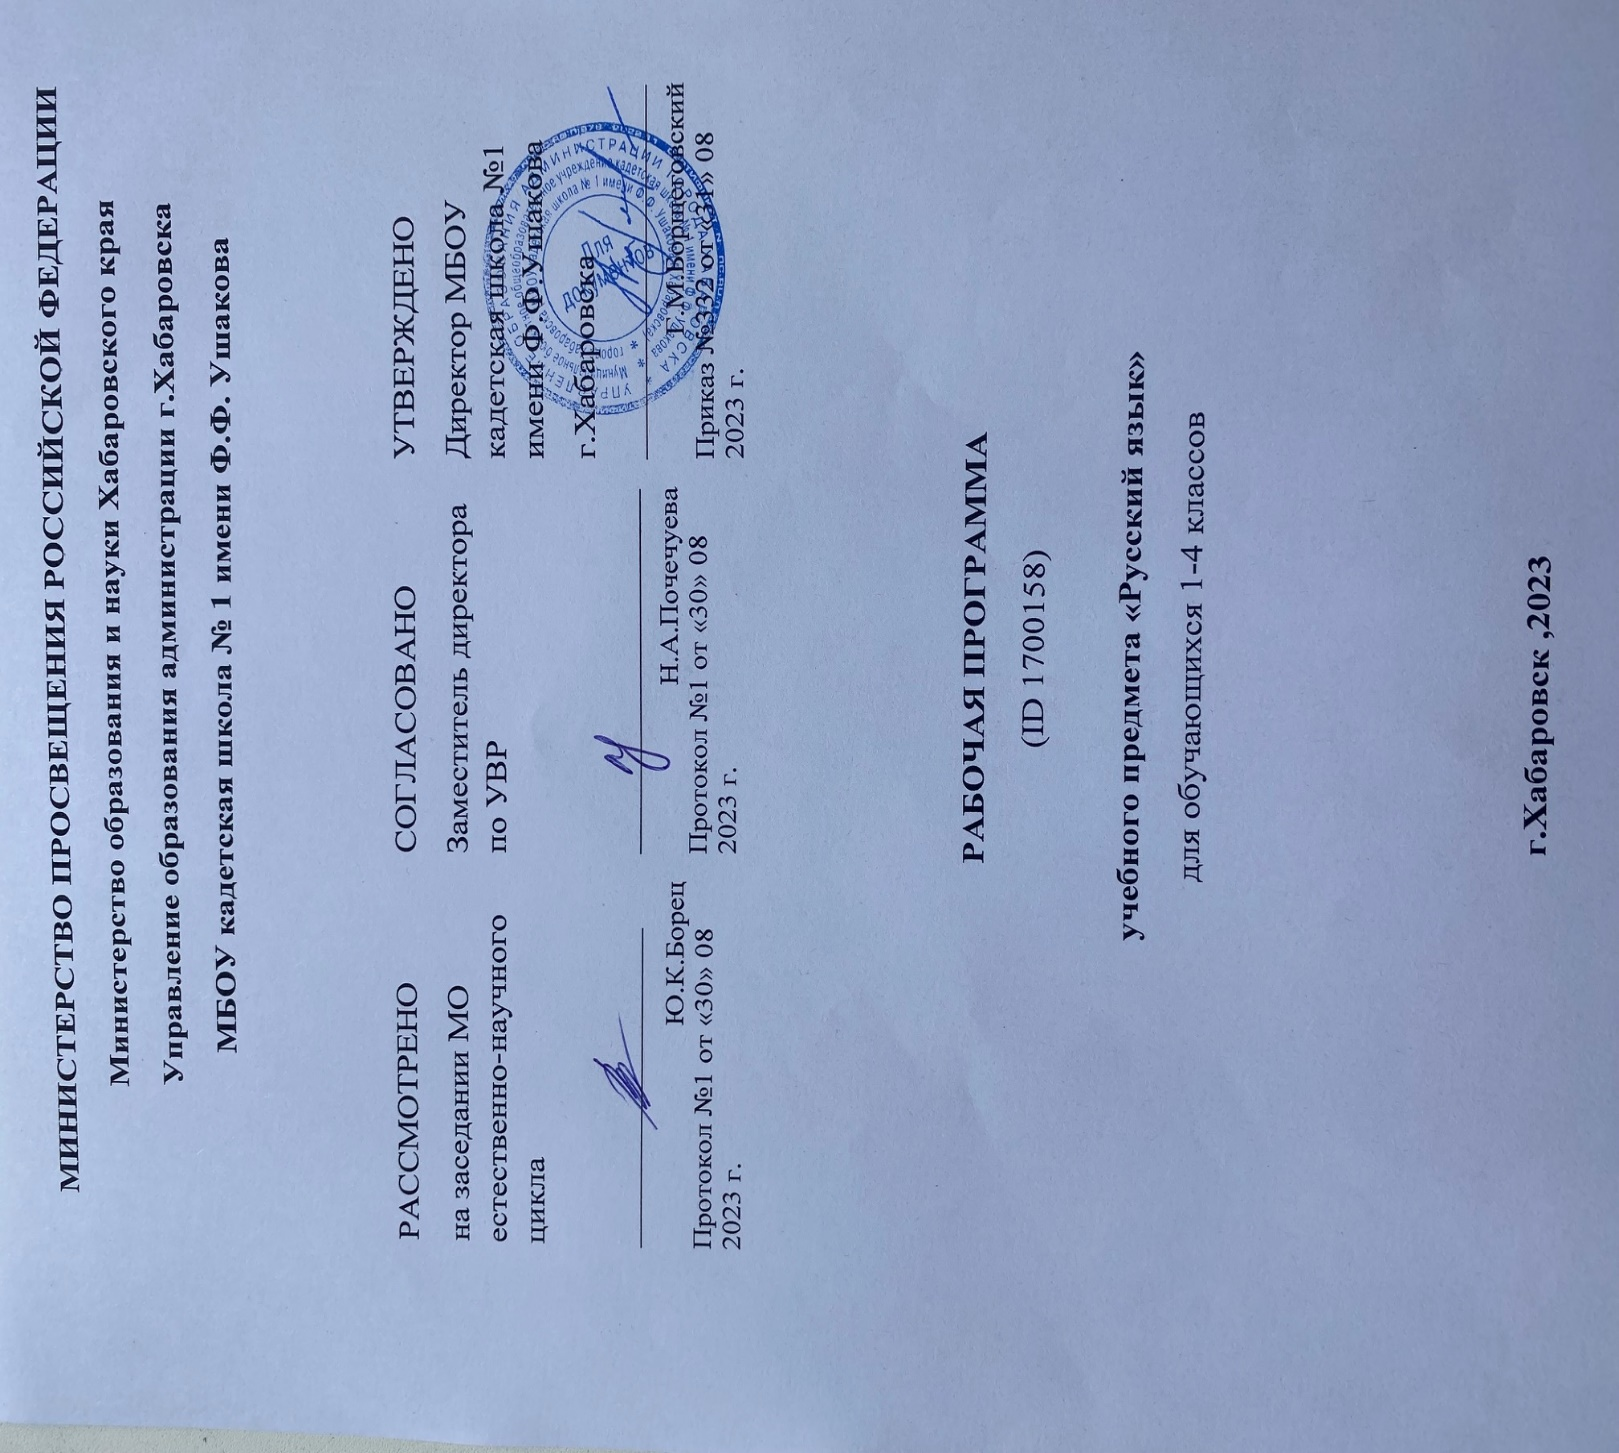 МИНИСТЕРСТВО ПРОСВЕЩЕНИЯ РОССИЙСКОЙ ФЕДЕРАЦИИ
Министерство образования и науки Хабаровского края
Управление образования администрации г.Хабаровска
МБОУ кадетская школа № 1 имени Ф.Ф. Ушакова
РАССМОТРЕНО
на заседании МО
естественно-научного
цикла
Ю.К.Борец
Протокол №1 от «30» 08
2023 г.
СОГЛАСОВАНО
Заместитель директора
по УВР
Н.А.Почечуева
Протокол №1 от «30» 08
2023 г.
УТВЕРЖДЕНО
Директор МБОУ
кадетская школа №1
имени Ф.Ф.Ушакова
г.Хабаровска
Г.М.Борщеговский
Приказ №332 от «31» 08
2023 г.
РАБОЧАЯ ПРОГРАММА
(ID 1700158)
учебного предмета «Русский язык»
для обучающихся 1-4 классов
г.Хабаровск ,2023